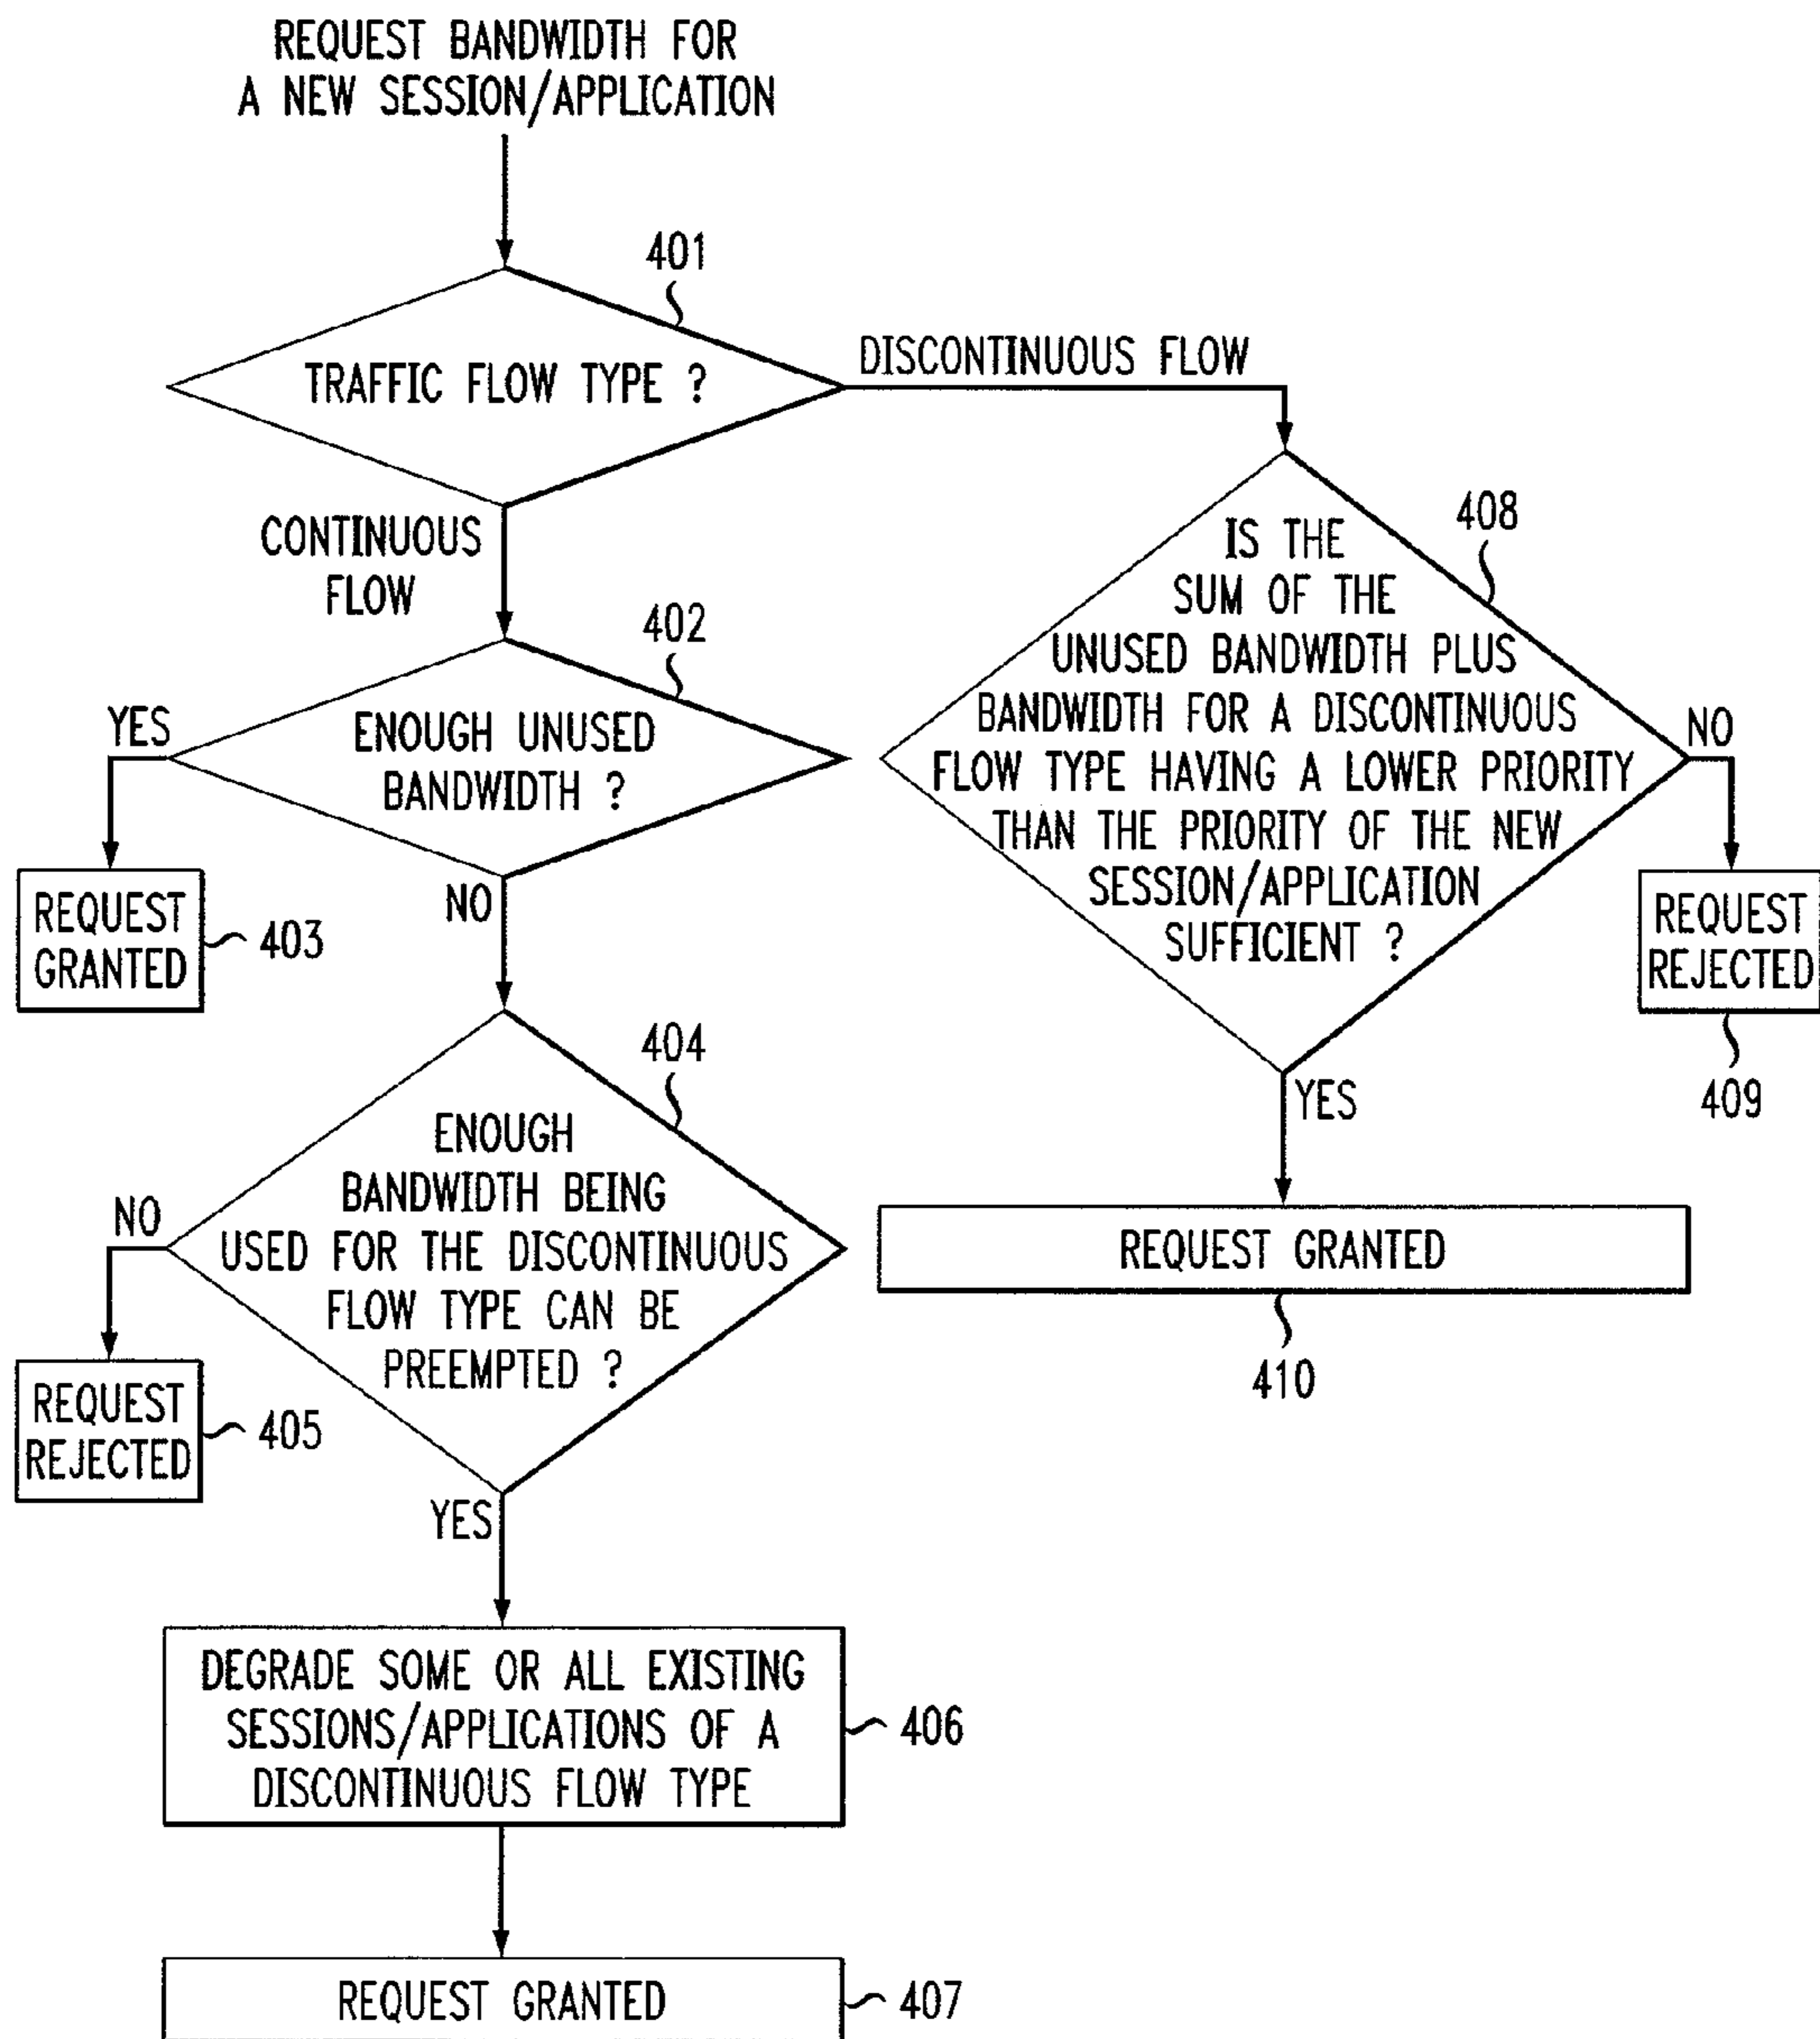 REQUEST BANDWIDTH FOR
A NEW SESSION/APPLICATION
401
TRAFFIC FLOW TYPE ?
DISCONTINUOUS FLOW
CONTINUOUS
FLOW
402
YES
ENOUGH UNUSED
BANDWIDTH ?
REQUEST
GRANTED
403
NO
404
ENOUGH
BANDWIDTH BEING
USED FOR THE DISCONTINUOUS
FLOW TYPE CAN BE
PREEMPTED ?
NO
REQUEST
REJECTED
405
YES
DEGRADE SOME OR ALL EXISTING
SESSIONS/APPLICATIONS OF A
DISCONTINUOUS FLOW TYPE
406
REQUEST GRANTED
407
408
IS THE
SUM OF THE
UNUSED BANDWIDTH PLUS
BANDWIDTH FOR A DISCONTINUOUS
FLOW TYPE HAVING A LOWER PRIORITY
THAN THE PRIORITY OF THE NEW
SESSION/APPLICATION
SUFFICIENT ?
NO
REQUEST
REJECTED
409
YES
REQUEST GRANTED
410